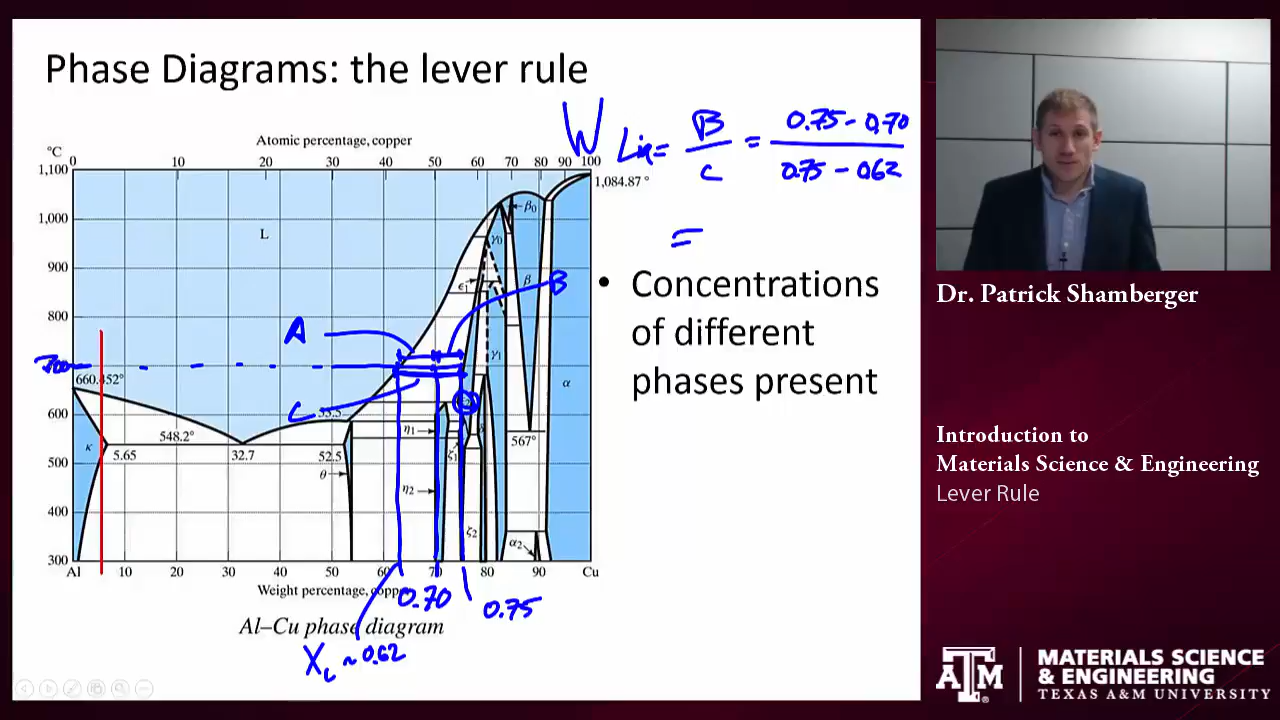 Phase Diagrams: the lever rule
W Liq = B/C = 0.75 - 0.70 / 0.75 - 0.62
=
Atomic percentage, copper
°C
0 10 20 30 40 50 60 70 80 90 100
1,100
1,084.87°
1,000
900
800
700
600
500
400
300
L
β₀
γ₀
β
ε₁
γ₁
α
A
B
C
660.452°
548.2°
567°
κ
5.65
32.7
52.5
θ
η₁
η₂
ζ₁
ζ₂
δ
α₂
Al 10 20 30 40 50 60 70 80 90 Cu
Weight percentage, copper
0.70
0.75
Al–Cu phase diagram
X_L ~ 0.62
• Concentrations
of different
phases present
Dr. Patrick Shamberger
Introduction to
Materials Science & Engineering
Lever Rule
ATM
MATERIALS SCIENCE
& ENGINEERING
TEXAS A&M UNIVERSITY